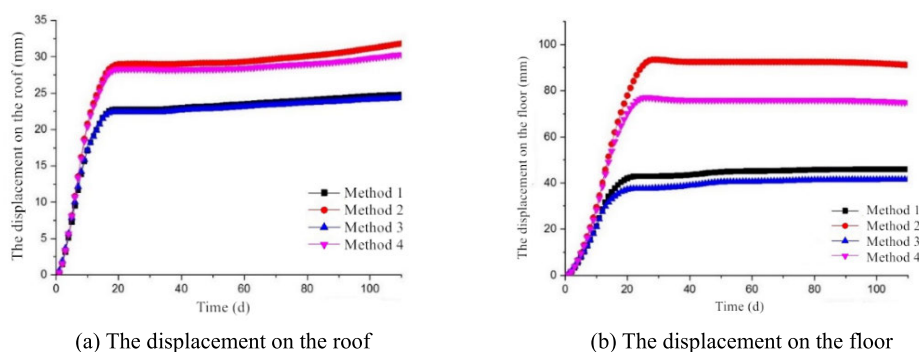 The displacement on the roof (mm)
35
30
25
20
15
10
5
0
0 20 40 60 80 100
Time (d)
Method 1
Method 2
Method 3
Method 4
(a) The displacement on the roof
The displacement on the floor (mm)
100
80
60
40
20
0
0 20 40 60 80 100
Time (d)
Method 1
Method 2
Method 3
Method 4
(b) The displacement on the floor